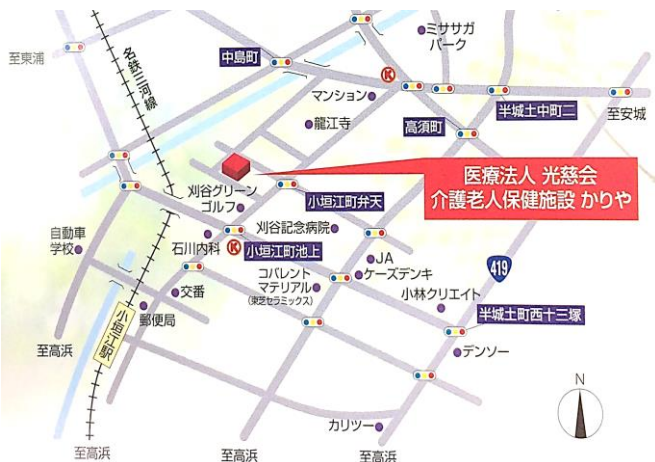 ミササガ
パーク
至東浦
名鉄三河線
中島町
K
マンション
高須町
半城土中町二
至安城
龍江寺
医療法人 光慈会
介護老人保健施設 かりや
刈谷グリーン
ゴルフ
小垣江町弁天
刈谷記念病院
自動車
学校
石川内科
K
小垣江町池上
JA
ケーズデンキ
419
コバレント
マテリアル
(東芝セラミックス)
小林クリエイト
交番
郵便局
半城土町西十三塚
小垣江駅
デンソー
至高浜
N
カリツー
至高浜
至高浜
至高浜